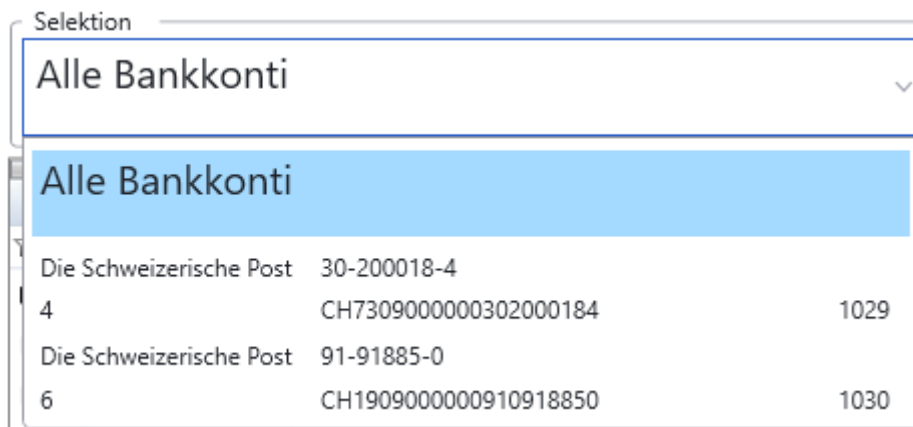 Selektion
Alle Bankkonti
Alle Bankkonti
Die Schweizerische Post 30-200018-4
4 CH7309000000302000184 1029
Die Schweizerische Post 91-91885-0
6 CH1909000000910918850 1030